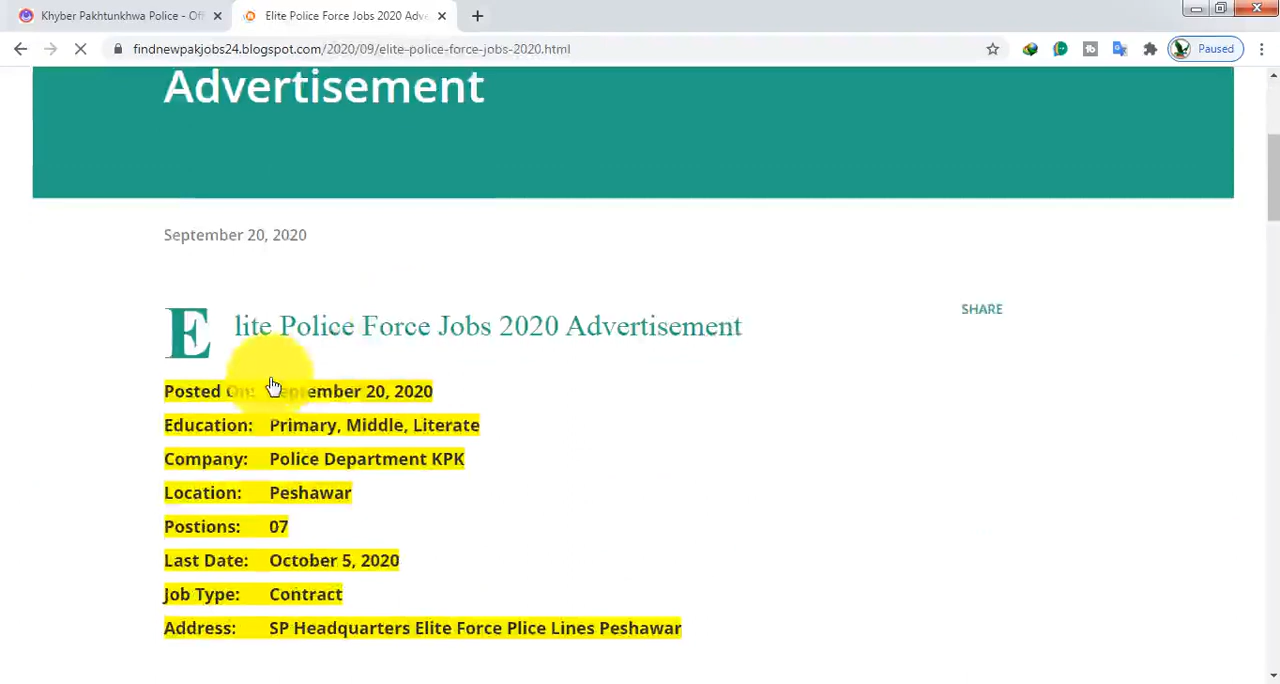 Khyber Pakhtunkhwa Police - Offi
Elite Police Force Jobs 2020 Adve
findnewpakjobs24.blogspot.com/2020/09/elite-police-force-jobs-2020.html
Paused
Advertisement
September 20, 2020
SHARE
Elite Police Force Jobs 2020 Advertisement
Posted On: September 20, 2020
Education: Primary, Middle, Literate
Company: Police Department KPK
Location: Peshawar
Postions: 07
Last Date: October 5, 2020
Job Type: Contract
Address: SP Headquarters Elite Force Plice Lines Peshawar